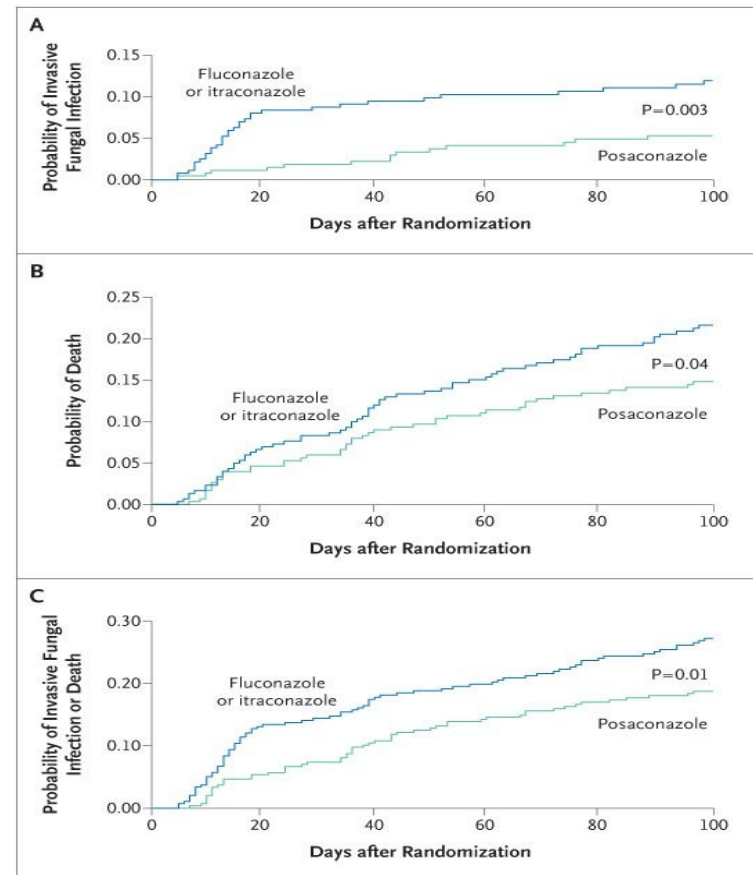 A
Probability of Invasive
Fungal Infection
0.15
0.10
0.05
0.00
Fluconazole
or itraconazole
P=0.003
Posaconazole
0
20
40
60
80
100
Days after Randomization
B
Probability of Death
0.25
0.20
0.15
0.10
0.05
0.00
Fluconazole
or itraconazole
P=0.04
Posaconazole
0
20
40
60
80
100
Days after Randomization
C
Probability of Invasive Fungal
Infection or Death
0.30
0.20
0.10
0.00
Fluconazole
or itraconazole
P=0.01
Posaconazole
0
20
40
60
80
100
Days after Randomization